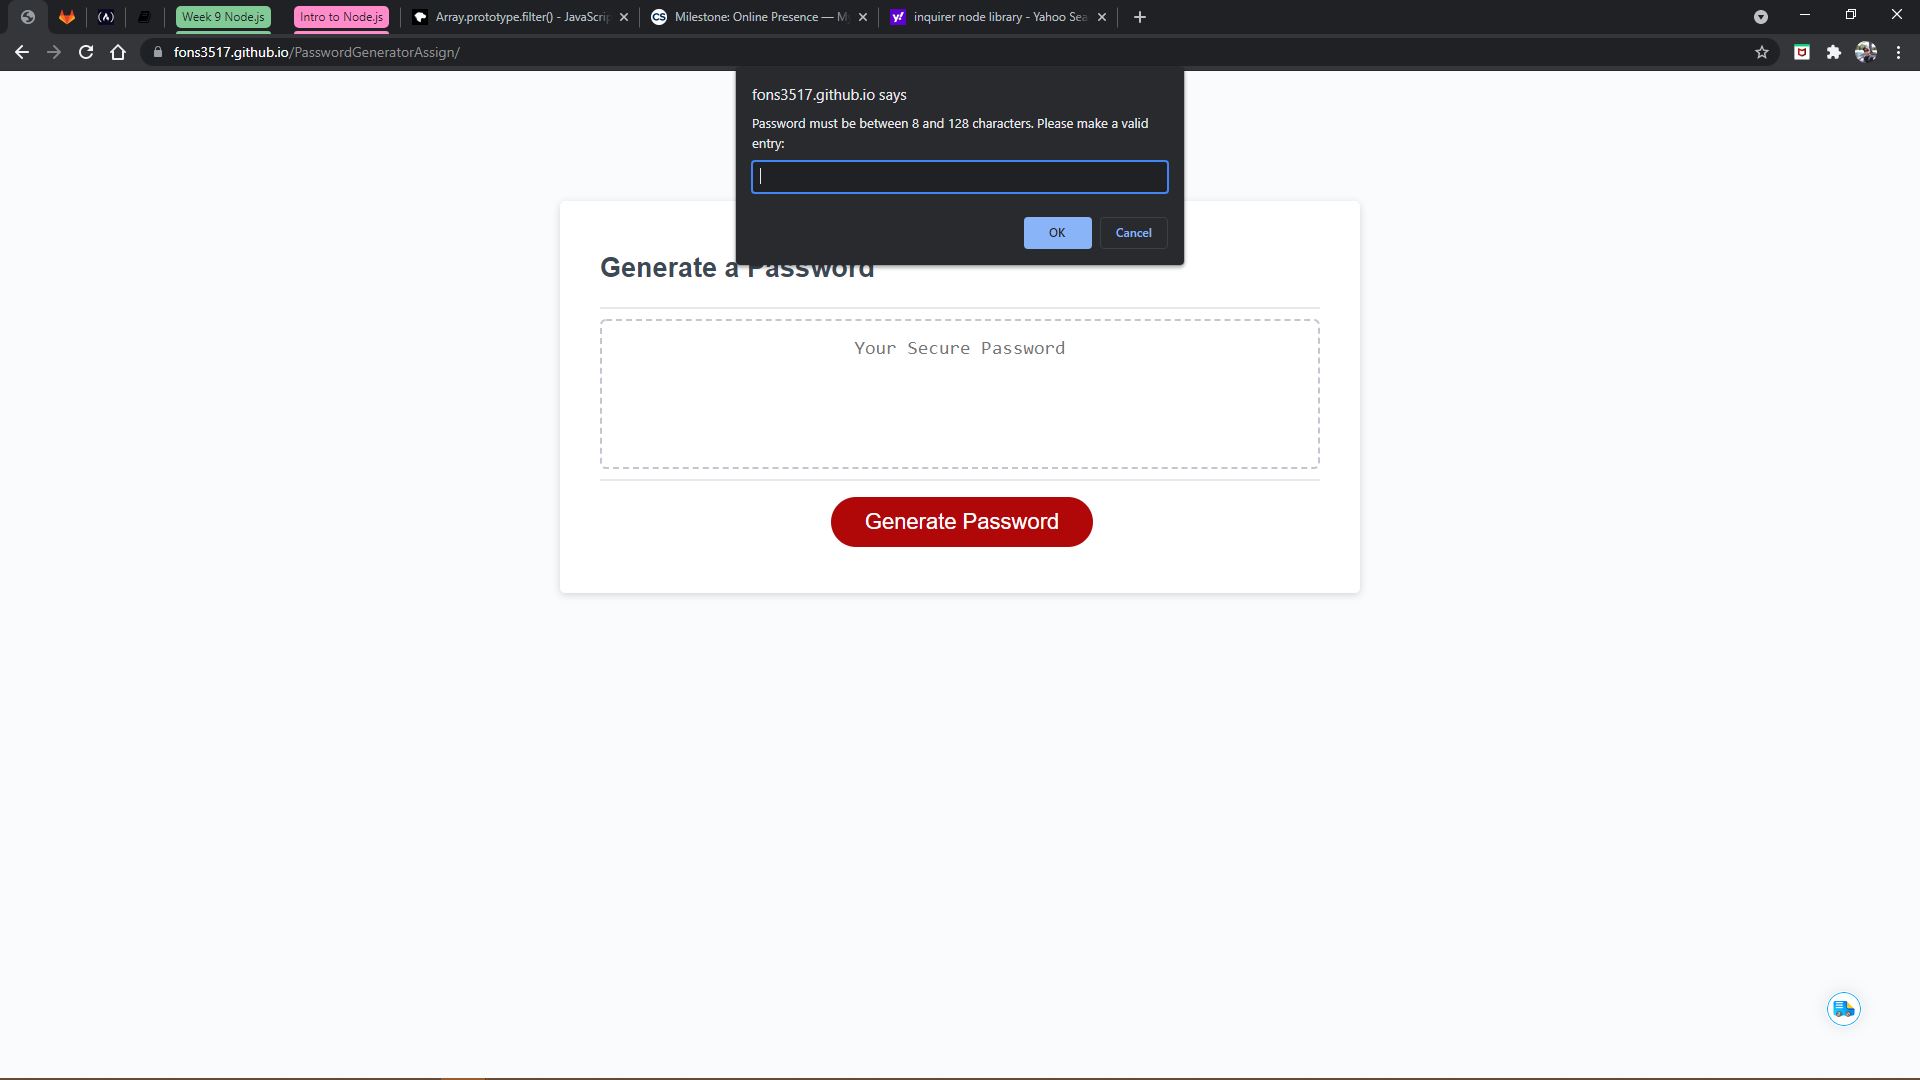 Week 9 Node.js
Intro to Node.js
Array.prototype.filter() - JavaScrip
Milestone: Online Presence — M
inquirer node library - Yahoo Sea
fons3517.github.io/PasswordGeneratorAssign/
fons3517.github.io says
Password must be between 8 and 128 characters. Please make a valid
entry:
OK
Cancel
Generate a Password
Your Secure Password
Generate Password